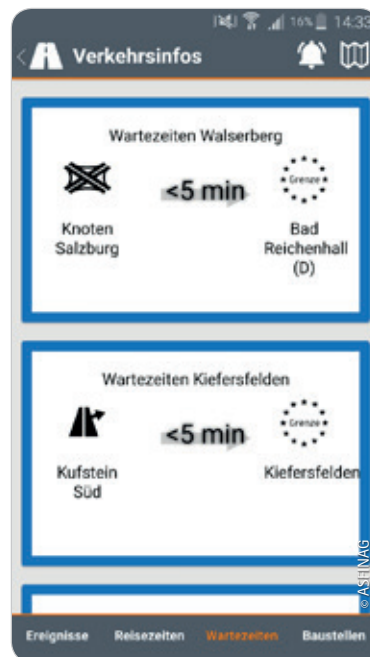 16% 14:33
Verkehrsinfos
Wartezeiten Walserberg
<5 min
Grenze
Knoten
Salzburg
Bad
Reichenhall
(D)
Wartezeiten Kiefersfelden
<5 min
Grenze
Kufstein
Süd
Kiefersfelden
© ASFINAG
Ereignisse Reisezeiten Wartezeiten Baustellen